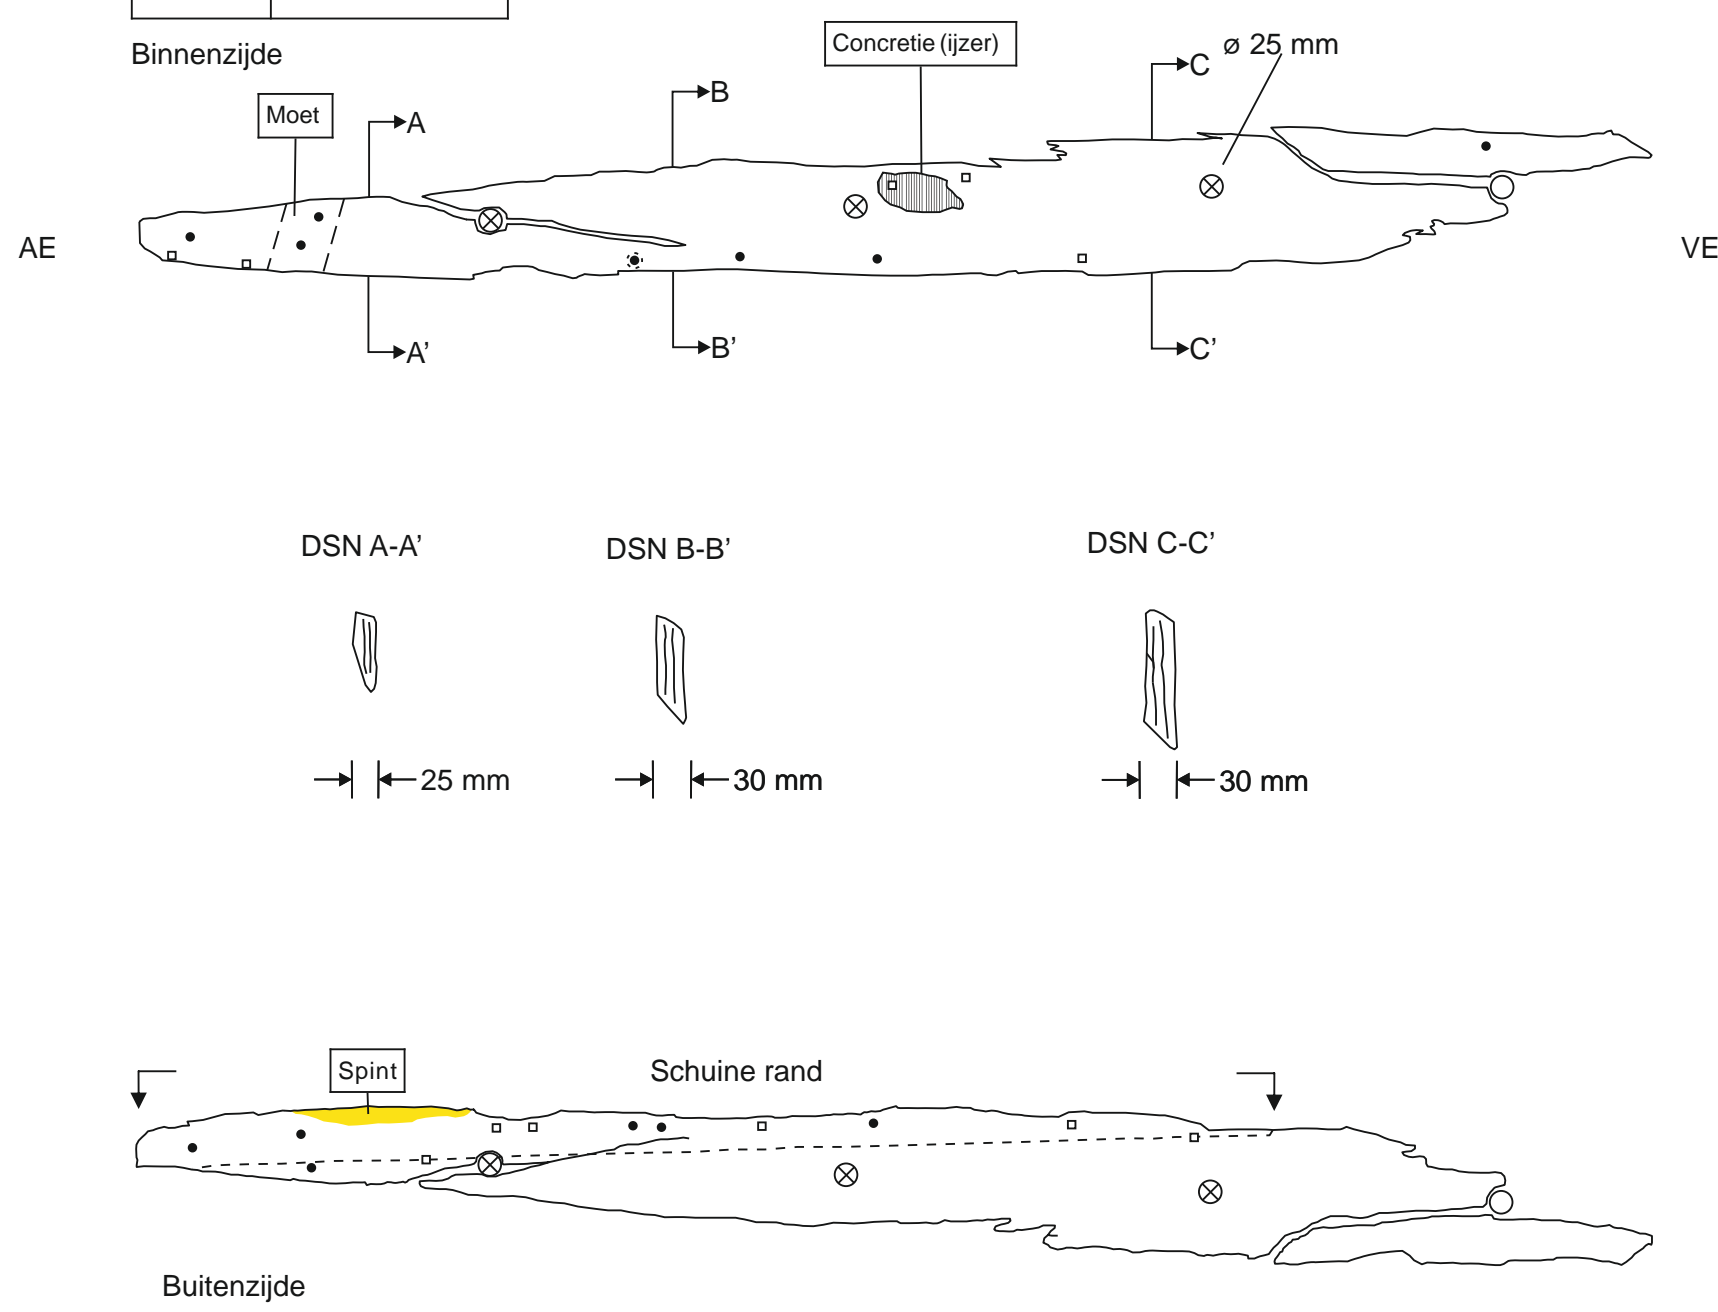 Binnenzijde
Concretie (ijzer)
ø 25 mm
C
B
Moet
A
AE
VE
A’
B’
C’
DSN A-A’
DSN B-B’
DSN C-C’
25 mm
30 mm
30 mm
Spint
Schuine rand
Buitenzijde